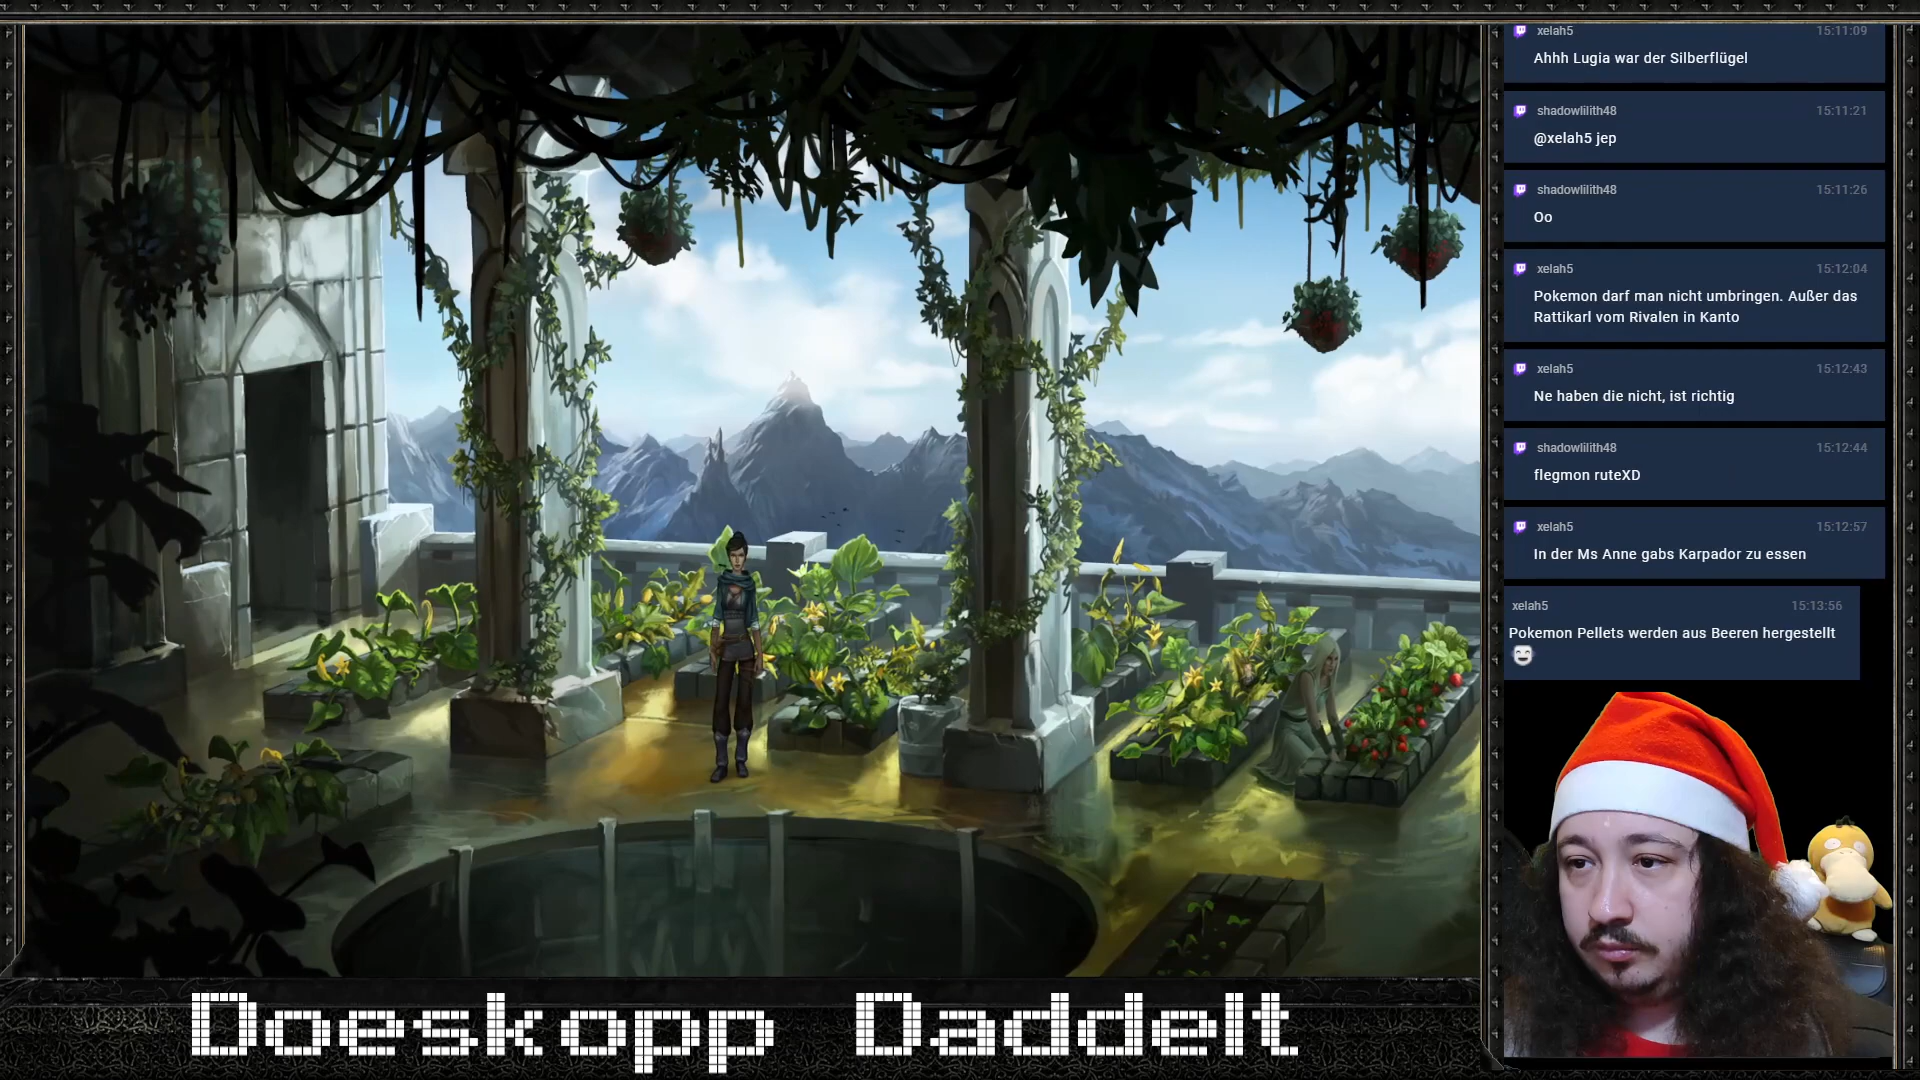 xelah5 15:11:09
Ahhh Lugia war der Silberflügel
shadowlilith48 15:11:21
@xelah5 jep
shadowlilith48 15:11:26
Oo
xelah5 15:12:04
Pokemon darf man nicht umbringen. Außer das
Rattikarl vom Rivalen in Kanto
xelah5 15:12:43
Ne haben die nicht, ist richtig
shadowlilith48 15:12:44
flegmon ruteXD
xelah5 15:12:57
In der Ms Anne gabs Karpador zu essen
xelah5 15:13:56
Pokemon Pellets werden aus Beeren hergestellt
Doeskopp Daddelt